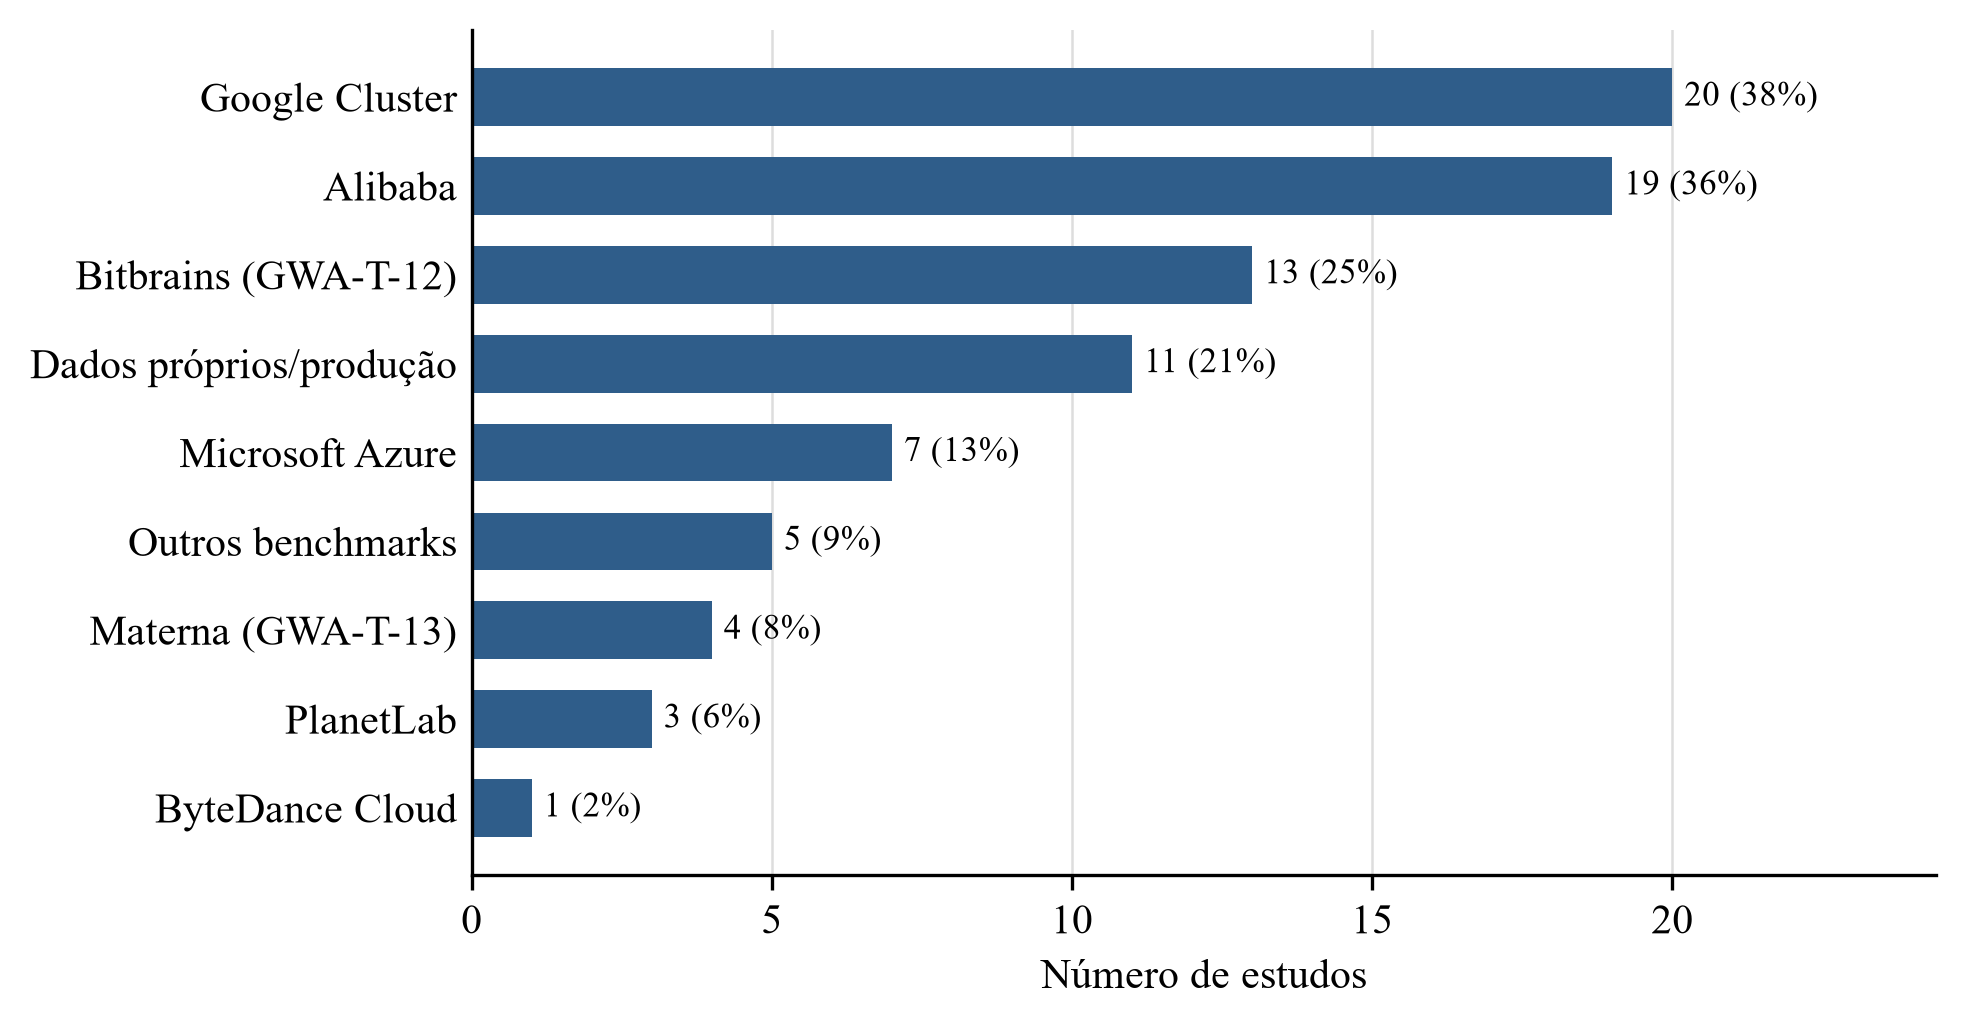 Google Cluster 20 (38%)
Alibaba 19 (36%)
Bitbrains (GWA-T-12) 13 (25%)
Dados próprios/produção 11 (21%)
Microsoft Azure 7 (13%)
Outros benchmarks 5 (9%)
Materna (GWA-T-13) 4 (8%)
PlanetLab 3 (6%)
ByteDance Cloud 1 (2%)
0 5 10 15 20
Número de estudos